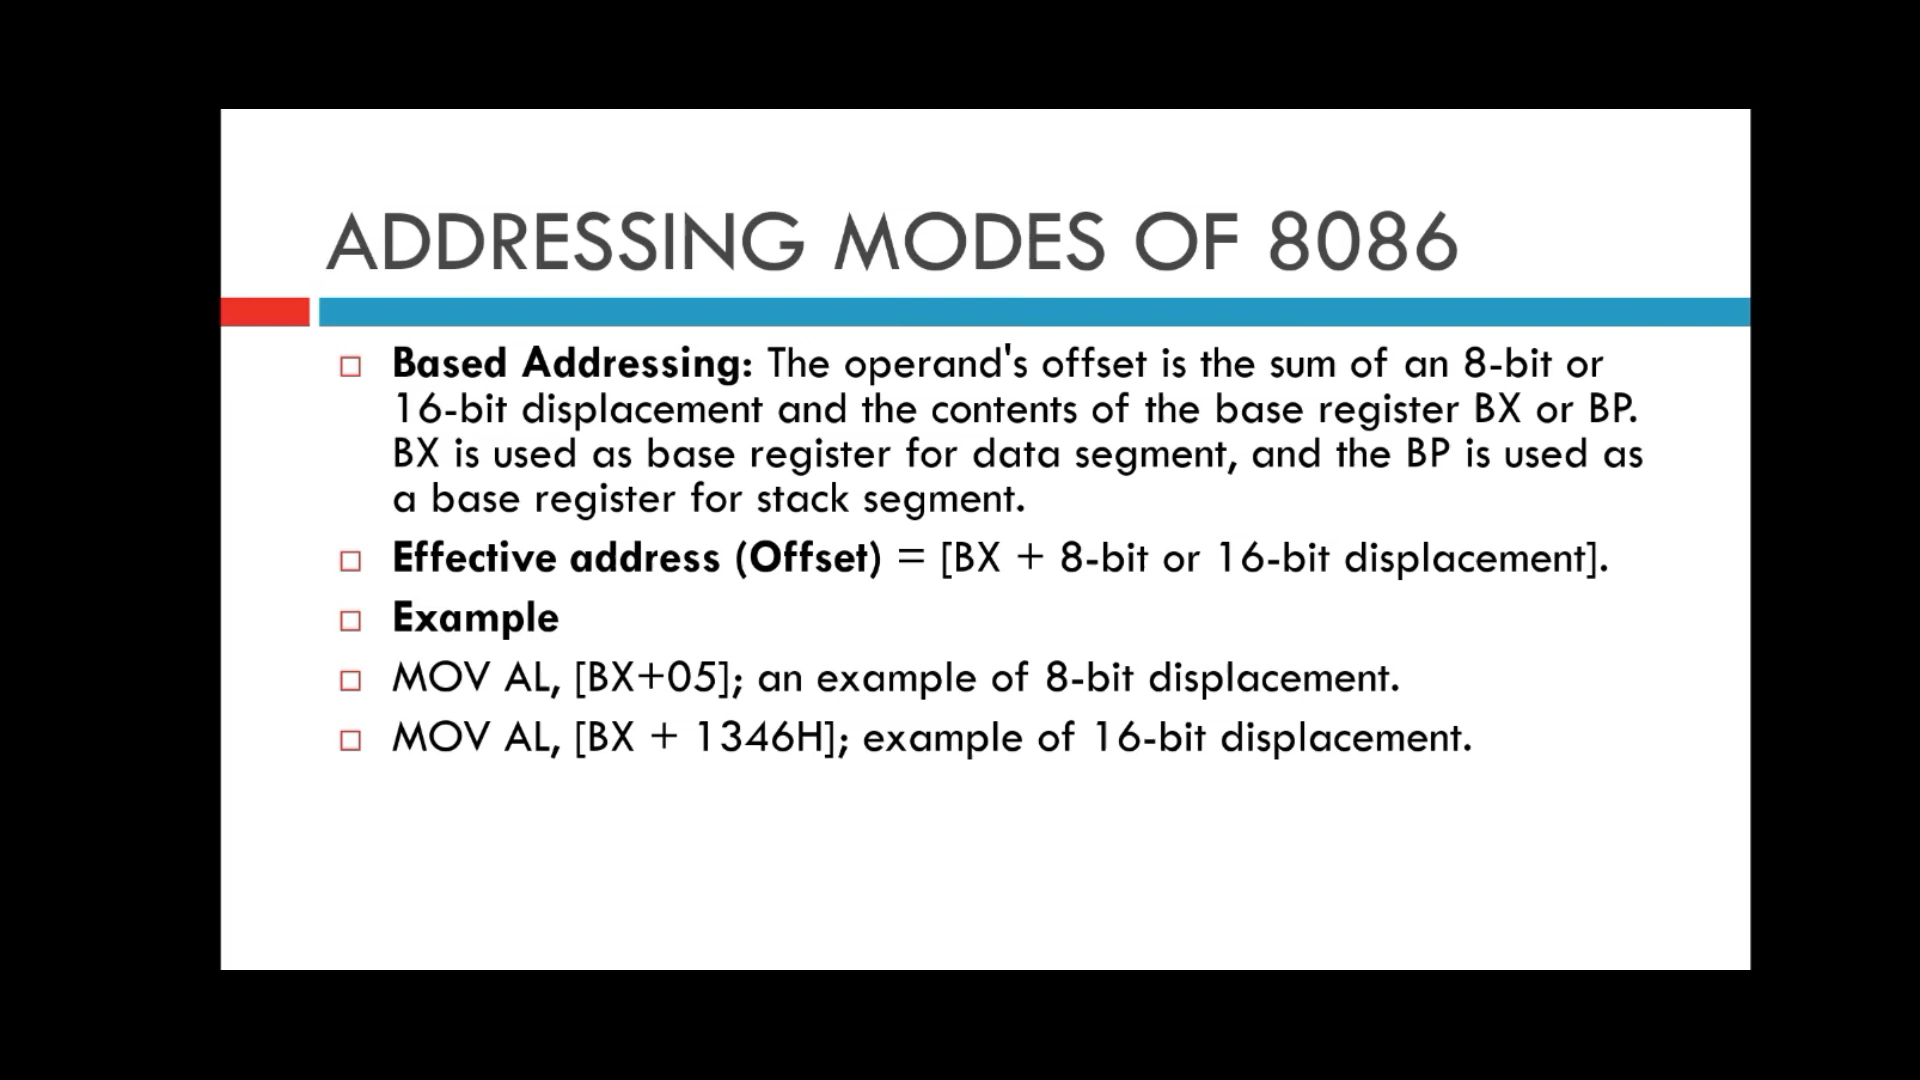 ADDRESSING MODES OF 8086
Based Addressing: The operand's offset is the sum of an 8-bit or
16-bit displacement and the contents of the base register BX or BP.
BX is used as base register for data segment, and the BP is used as
a base register for stack segment.
Effective address (Offset) = [BX + 8-bit or 16-bit displacement].
Example
MOV AL, [BX+05]; an example of 8-bit displacement.
MOV AL, [BX + 1346H]; example of 16-bit displacement.